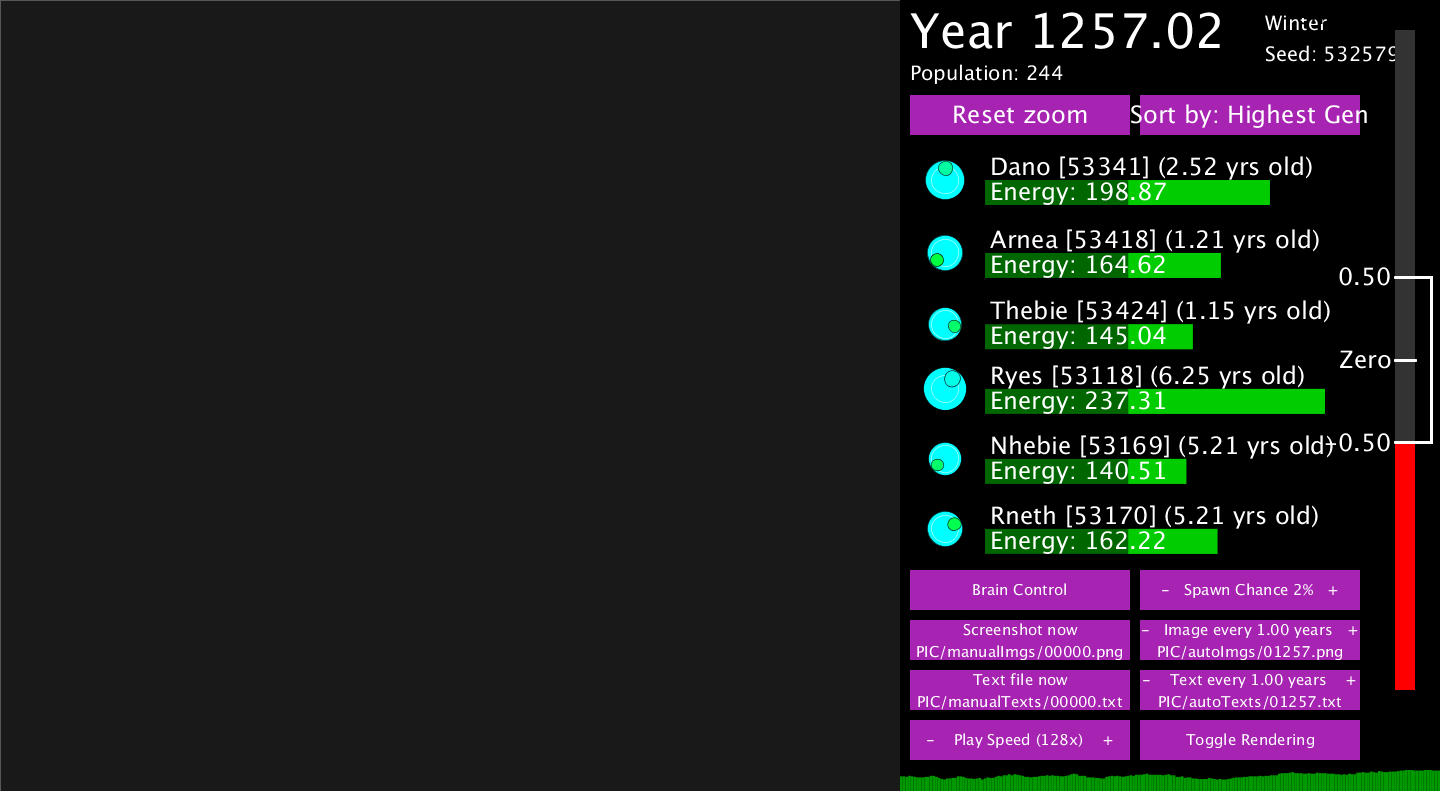 Year 1257.02
Winter
Seed: 532579
Population: 244
Reset zoom
Sort by: Highest Gen
Dano [53341] (2.52 yrs old)
Energy: 198.87
Arnea [53418] (1.21 yrs old)
Energy: 164.62
0.50
Thebie [53424] (1.15 yrs old)
Energy: 145.04
Zero
Ryes [53118] (6.25 yrs old)
Energy: 237.31
Nhebie [53169] (5.21 yrs old)
-0.50
Energy: 140.51
Rneth [53170] (5.21 yrs old)
Energy: 162.22
Brain Control
- Spawn Chance 2% +
Screenshot now
PIC/manualImgs/00000.png
- Image every 1.00 years +
PIC/autoImgs/01257.png
Text file now
PIC/manualTexts/00000.txt
- Text every 1.00 years +
PIC/autoTexts/01257.txt
- Play Speed (128x) +
Toggle Rendering